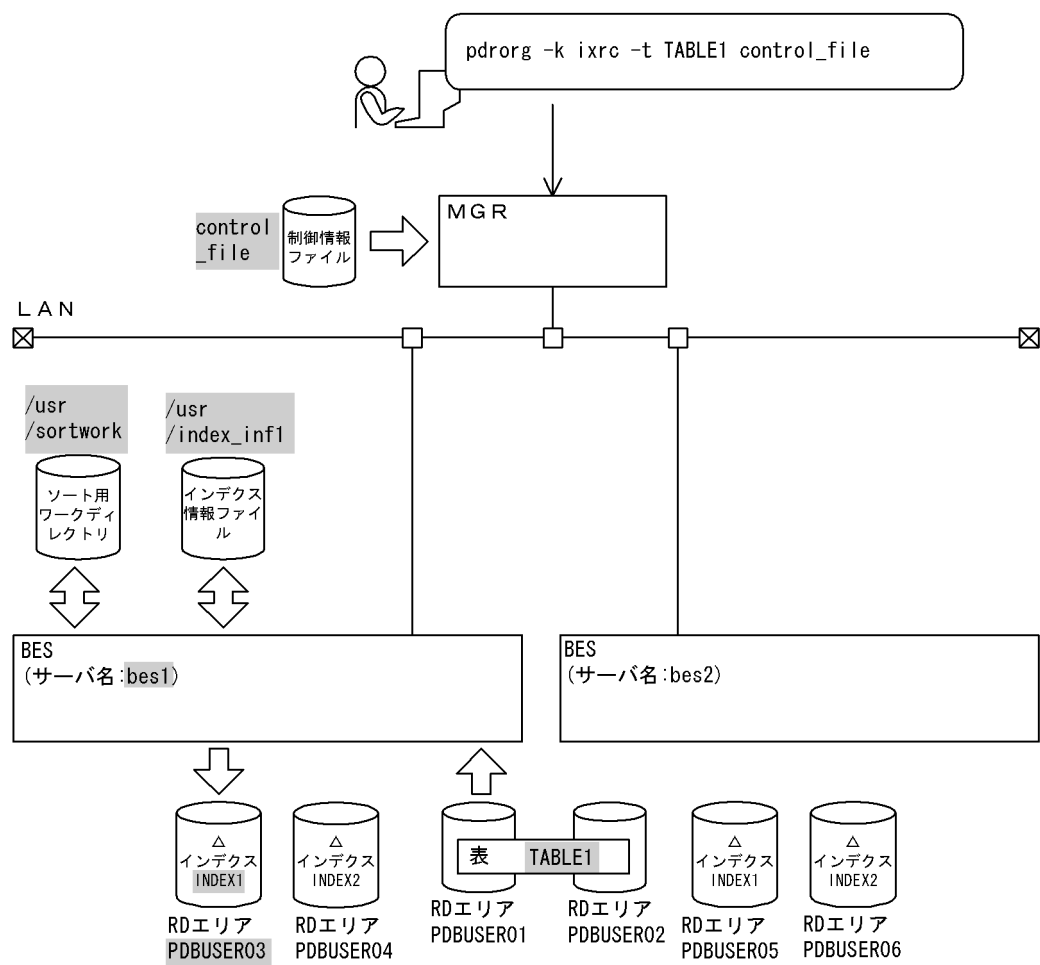 pdrorg -k ixrc -t TABLE1 control_file
MGR
control
_file
制御情報
ファイル
LAN
/usr
/sortwork
/usr
/index_inf1
ソート用
ワークディ
レクトリ
インデクス
情報ファイ
ル
BES
(サーバ名:bes1)
BES
(サーバ名:bes2)
△
インデクス
INDEX1
△
インデクス
INDEX2
表 TABLE1
△
インデクス
INDEX1
△
インデクス
INDEX2
RDエリア
PDBUSER03
RDエリア
PDBUSER04
RDエリア
PDBUSER01
RDエリア
PDBUSER02
RDエリア
PDBUSER05
RDエリア
PDBUSER06